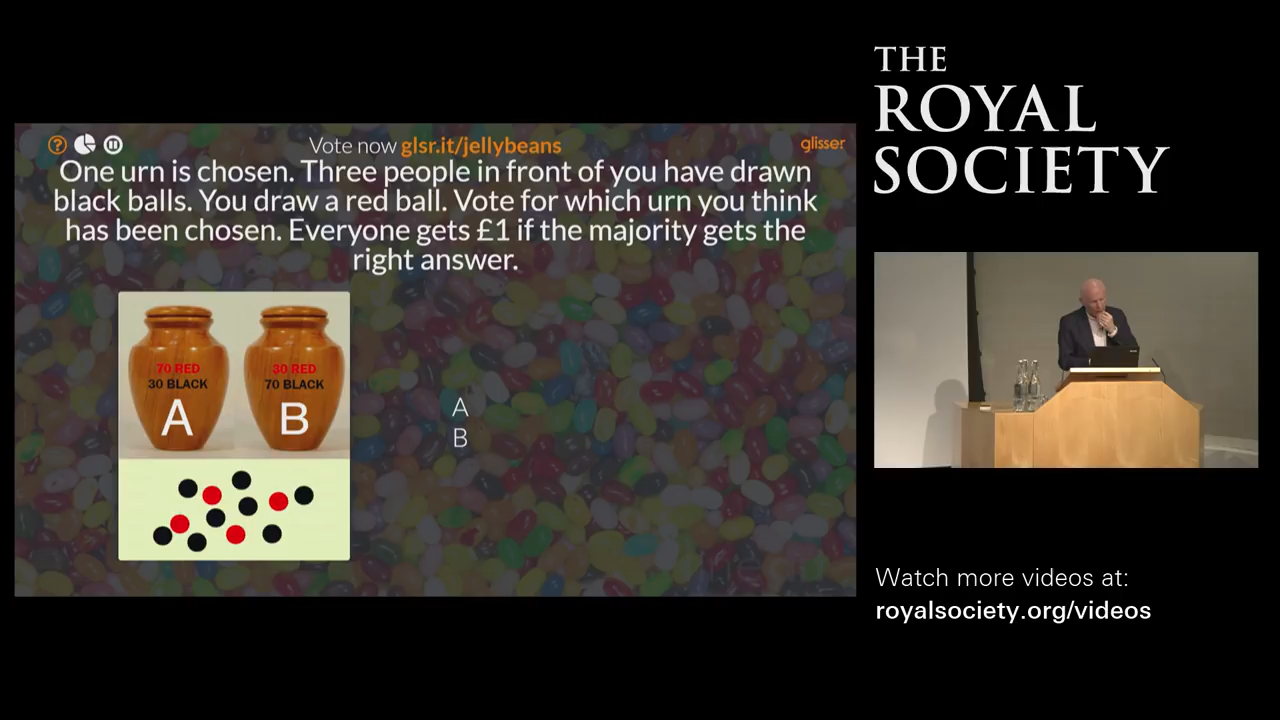 Vote now glsr.it/jellybeans
glisser
One urn is chosen. Three people in front of you have drawn
black balls. You draw a red ball. Vote for which urn you think
has been chosen. Everyone gets £1 if the majority gets the
right answer.
70 RED
30 BLACK
A
30 RED
70 BLACK
B
A
B
THE
ROYAL
SOCIETY
Watch more videos at:
royalsociety.org/videos